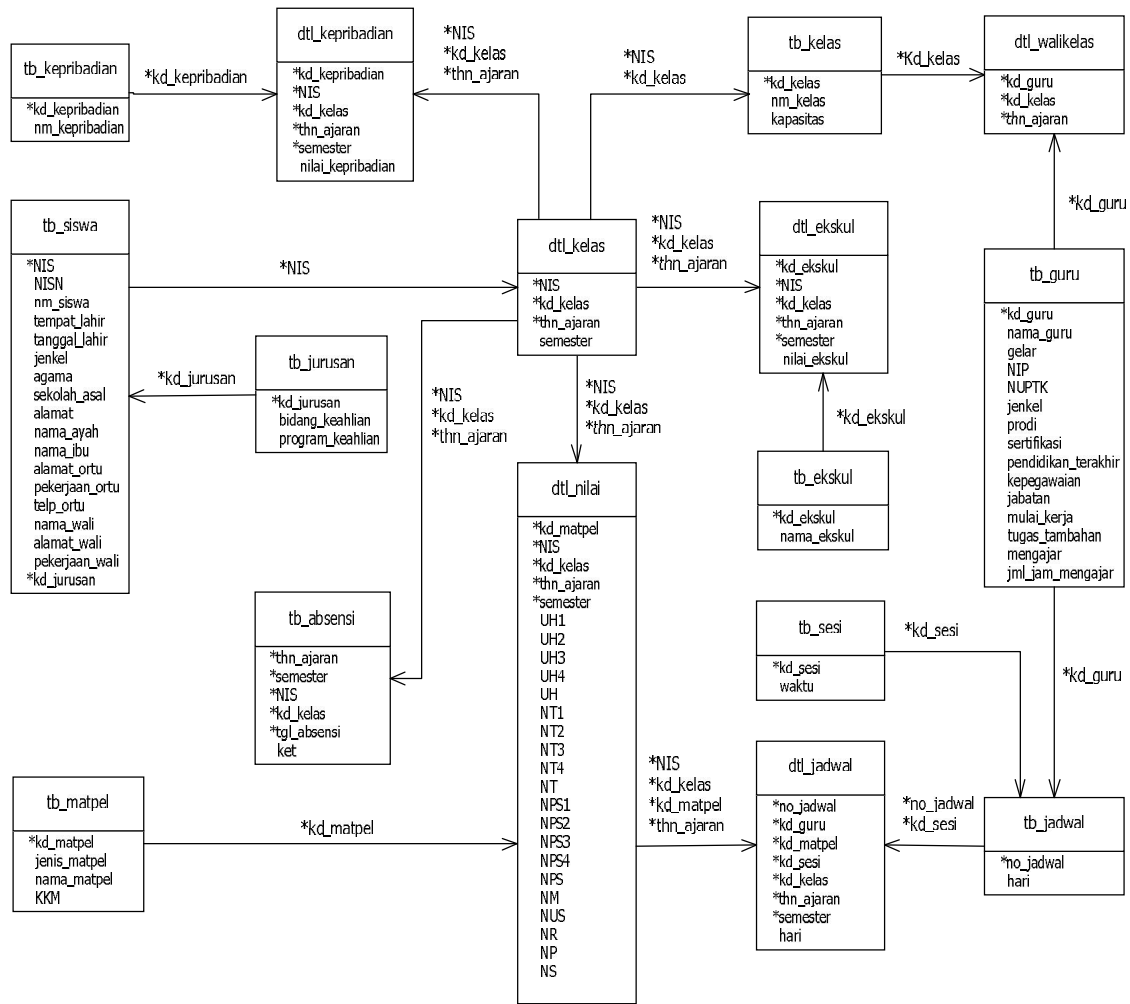 tb_kepribadian
*kd_kepribadian
nm_kepribadian
*kd_kepribadian
dtl_kepribadian
*kd_kepribadian
*NIS
*kd_kelas
*thn_ajaran
*semester
nilai_kepribadian
*NIS
*kd_kelas
*thn_ajaran
*NIS
*kd_kelas
tb_kelas
*kd_kelas
nm_kelas
kapasitas
*Kd_kelas
dtl_walikelas
*kd_guru
*kd_kelas
*thn_ajaran
*kd_guru
tb_siswa
*NIS
NISN
nm_siswa
tempat_lahir
tanggal_lahir
jenkel
agama
sekolah_asal
alamat
nama_ayah
nama_ibu
alamat_ortu
pekerjaan_ortu
telp_ortu
nama_wali
alamat_wali
pekerjaan_wali
*kd_jurusan
*NIS
*kd_jurusan
tb_jurusan
*kd_jurusan
bidang_keahlian
program_keahlian
dtl_kelas
*NIS
*kd_kelas
*thn_ajaran
semester
*NIS
*kd_kelas
*thn_ajaran
dtl_ekskul
*kd_ekskul
*NIS
*kd_kelas
*thn_ajaran
*semester
nilai_ekskul
*kd_ekskul
tb_ekskul
*kd_ekskul
nama_ekskul
tb_guru
*kd_guru
nama_guru
gelar
NIP
NUPTK
jenkel
prodi
sertifikasi
pendidikan_terakhir
kepegawaian
jabatan
mulai_kerja
tugas_tambahan
mengajar
jml_jam_mengajar
*NIS
*kd_kelas
*thn_ajaran
*NIS
*kd_kelas
*thn_ajaran
tb_absensi
*thn_ajaran
*semester
*NIS
*kd_kelas
*tgl_absensi
ket
dtl_nilai
*kd_matpel
*NIS
*kd_kelas
*thn_ajaran
*semester
UH1
UH2
UH3
UH4
UH
NT1
NT2
NT3
NT4
NT
NPS1
NPS2
NPS3
NPS4
NPS
NM
NUS
NR
NP
NS
tb_sesi
*kd_sesi
waktu
*kd_sesi
*kd_guru
tb_matpel
*kd_matpel
jenis_matpel
nama_matpel
KKM
*kd_matpel
*NIS
*kd_kelas
*kd_matpel
*thn_ajaran
dtl_jadwal
*no_jadwal
*kd_guru
*kd_matpel
*kd_sesi
*kd_kelas
*thn_ajaran
*semester
hari
*no_jadwal
*kd_sesi
tb_jadwal
*no_jadwal
hari